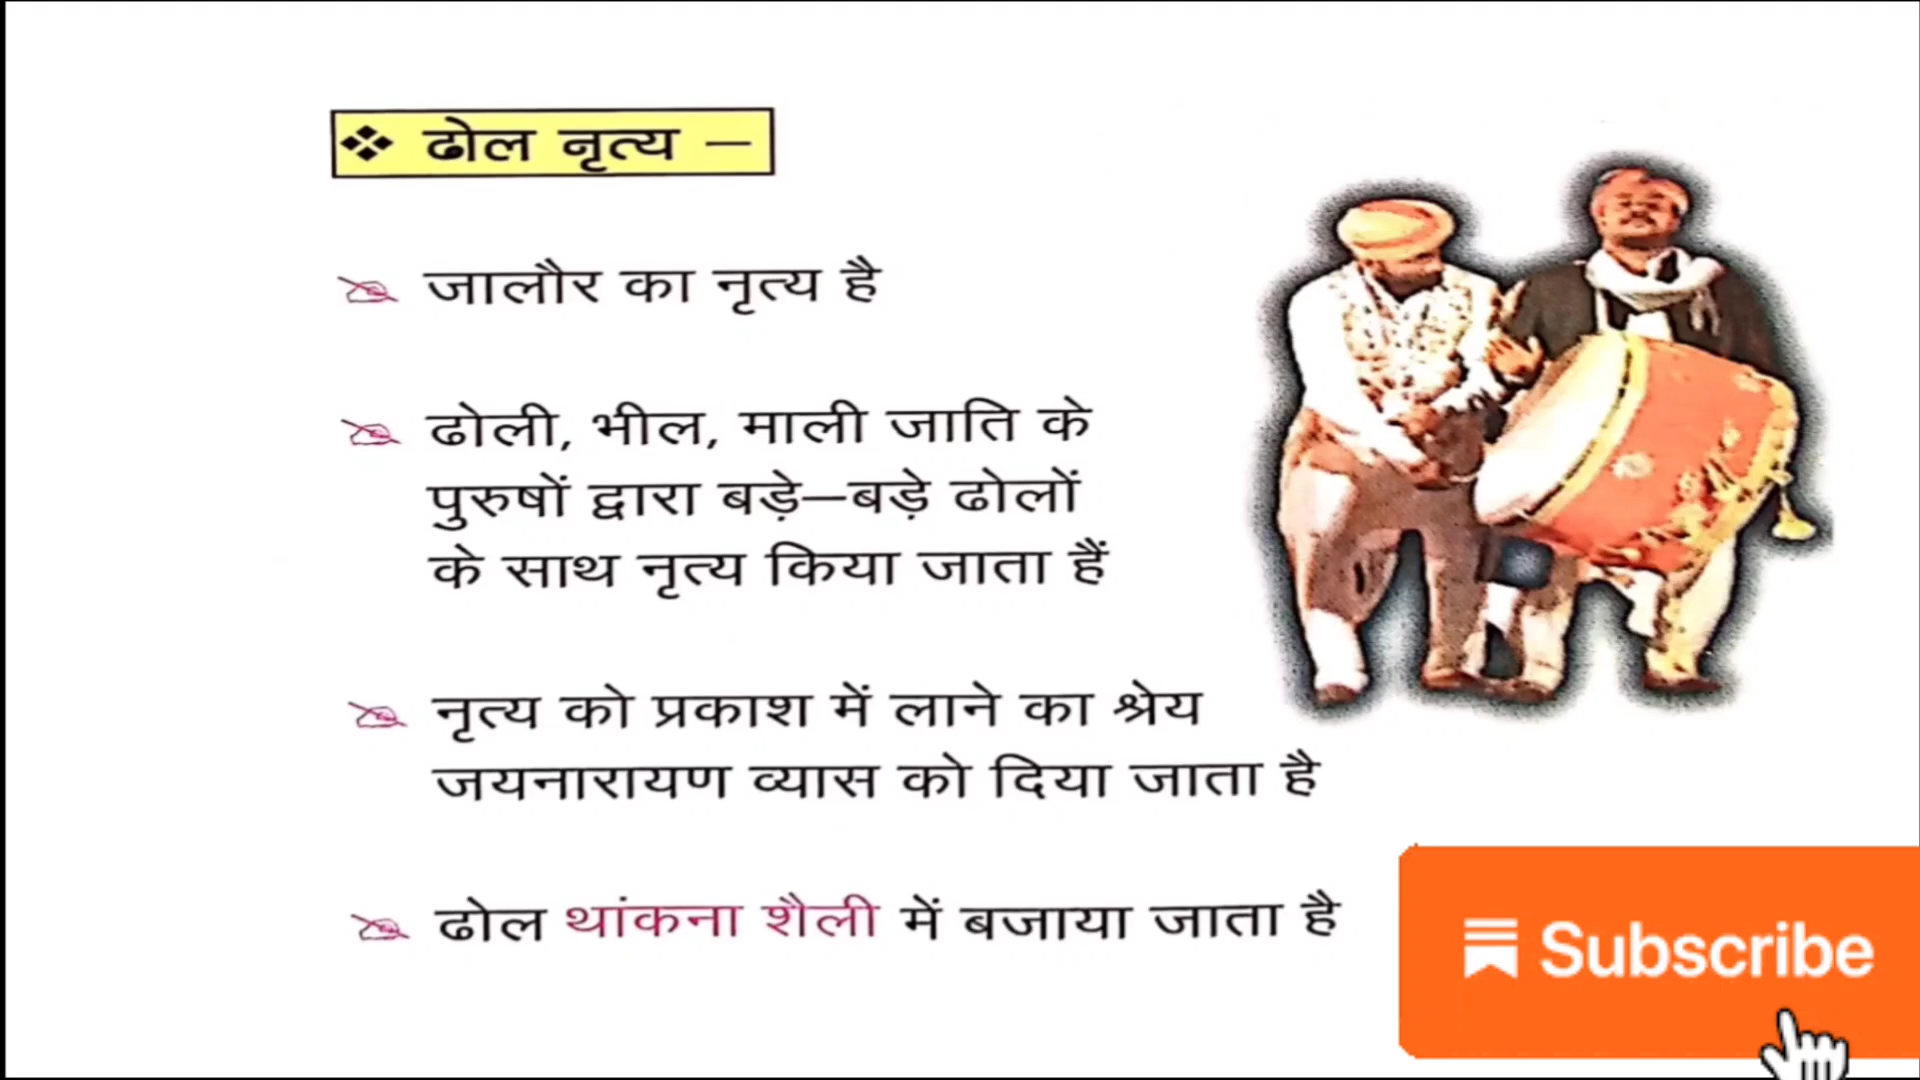 ❖ ढोल नृत्य –
जालौर का नृत्य है
ढोली, भील, माली जाति के
पुरुषों द्वारा बड़े–बड़े ढोलों
के साथ नृत्य किया जाता हैं
नृत्य को प्रकाश में लाने का श्रेय
जयनारायण व्यास को दिया जाता है
ढोल थांकना शैली में बजाया जाता है
Subscribe